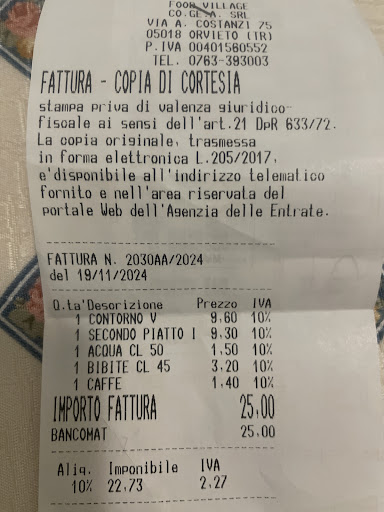 FOOD VILLAGE
CO.GE.A. SRL
VIA A. COSTANZI 75
05018 ORVIETO (TR)
P.IVA 00401560552
TEL. 0763-393003
FATTURA - COPIA DI CORTESIA
stampa priva di valenza giuridico-
fiscale ai sensi dell'art.21 DpR 633/72.
La copia originale, trasmessa
in forma elettronica L.205/2017,
e'disponibile all'indirizzo telematico
fornito e nell'area riservata del
portale Web dell'Agenzia delle Entrate.
FATTURA N. 2030AA/2024
del 19/11/2024
Q.ta'Desorizione Prezzo IVA
1 CONTORNO V 9,60 10%
1 SECONDO PIATTO I 9,30 10%
1 ACQUA CL 50 1,50 10%
1 BIBITE CL 45 3,20 10%
1 CAFFE 1,40 10%
IMPORTO FATTURA 25,00
BANCOMAT 25,00
Aliq. Imponibile IVA
10% 22,73 2,27